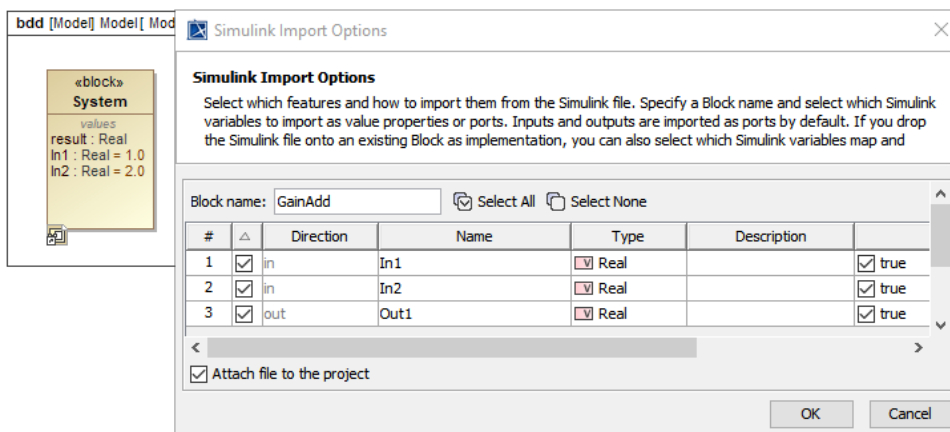 bdd [Model] Model[ Mod
«block»
System
values
result : Real
In1 : Real = 1.0
In2 : Real = 2.0
Simulink Import Options
Simulink Import Options
Select which features and how to import them from the Simulink file. Specify a Block name and select which Simulink
variables to import as value properties or ports. Inputs and outputs are imported as ports by default. If you drop
the Simulink file onto an existing Block as implementation, you can also select which Simulink variables map and
Block name: GainAdd Select All Select None
# Direction Name Type Description
1 in In1 V Real true
2 in In2 V Real true
3 out Out1 V Real true
Attach file to the project
OK Cancel